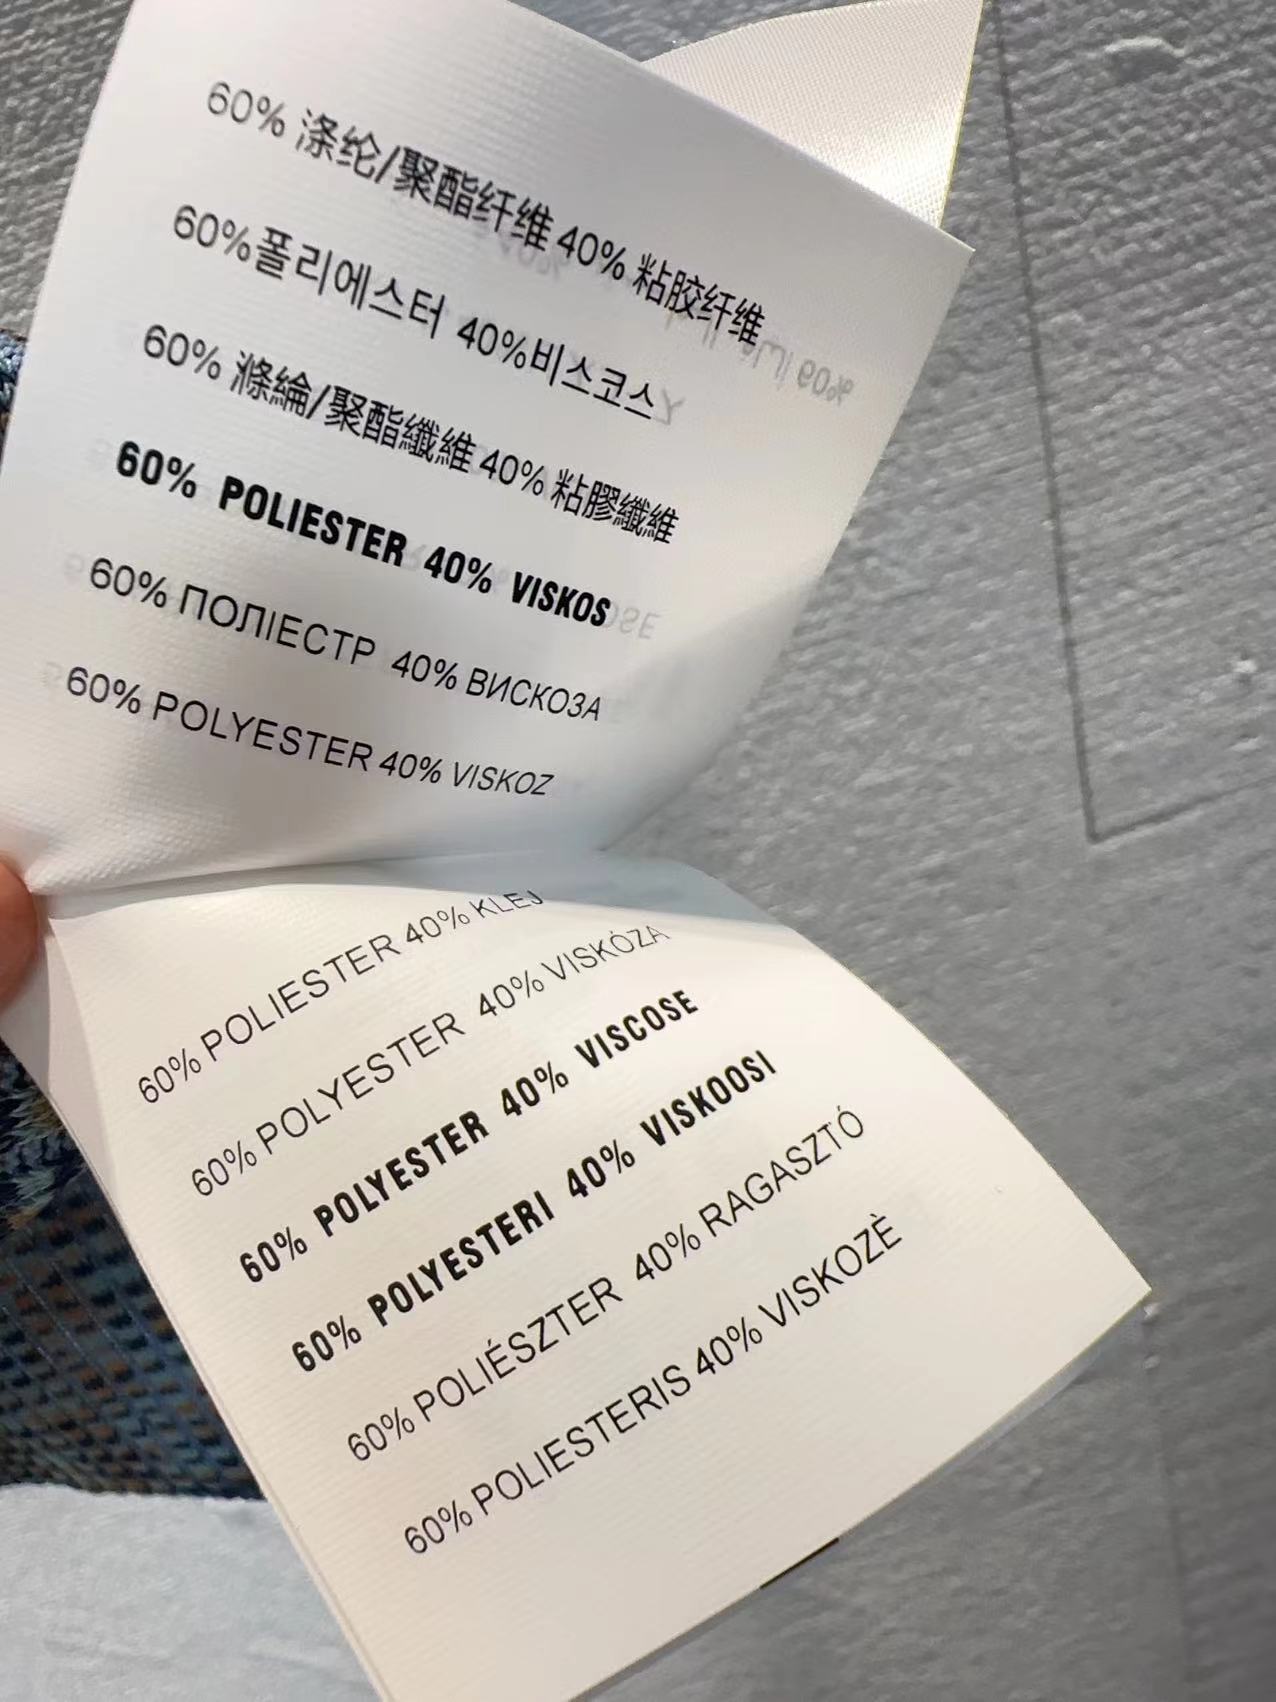 60% 涤纶/聚酯纤维 40% 粘胶纤维
60%폴리에스터 40%비스코스
60% 滌綸/聚酯纖維 40% 粘膠纖維
60% POLIESTER 40% VISKOS
60% ПОЛІЕСТР 40% ВИСКОЗА
60% POLYESTER 40% VISKOZ
60% POLIESTER 40% KLEJ
60% POLYESTER 40% VISKÓZA
60% POLYESTER 40% VISCOSE
60% POLYESTERI 40% VISKOOSI
60% POLIÉSZTER 40% RAGASZTÓ
60% POLIESTERIS 40% VISKOZÈ